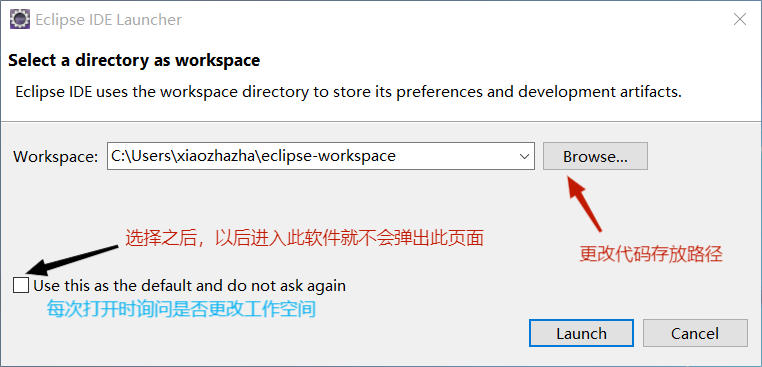 Eclipse IDE Launcher
Select a directory as workspace
Eclipse IDE uses the workspace directory to store its preferences and development artifacts.
Workspace: C:\Users\xiaozhazha\eclipse-workspace Browse...
选择之后，以后进入此软件就不会弹出此页面
更改代码存放路径
Use this as the default and do not ask again
每次打开时询问是否更改工作空间
Launch Cancel